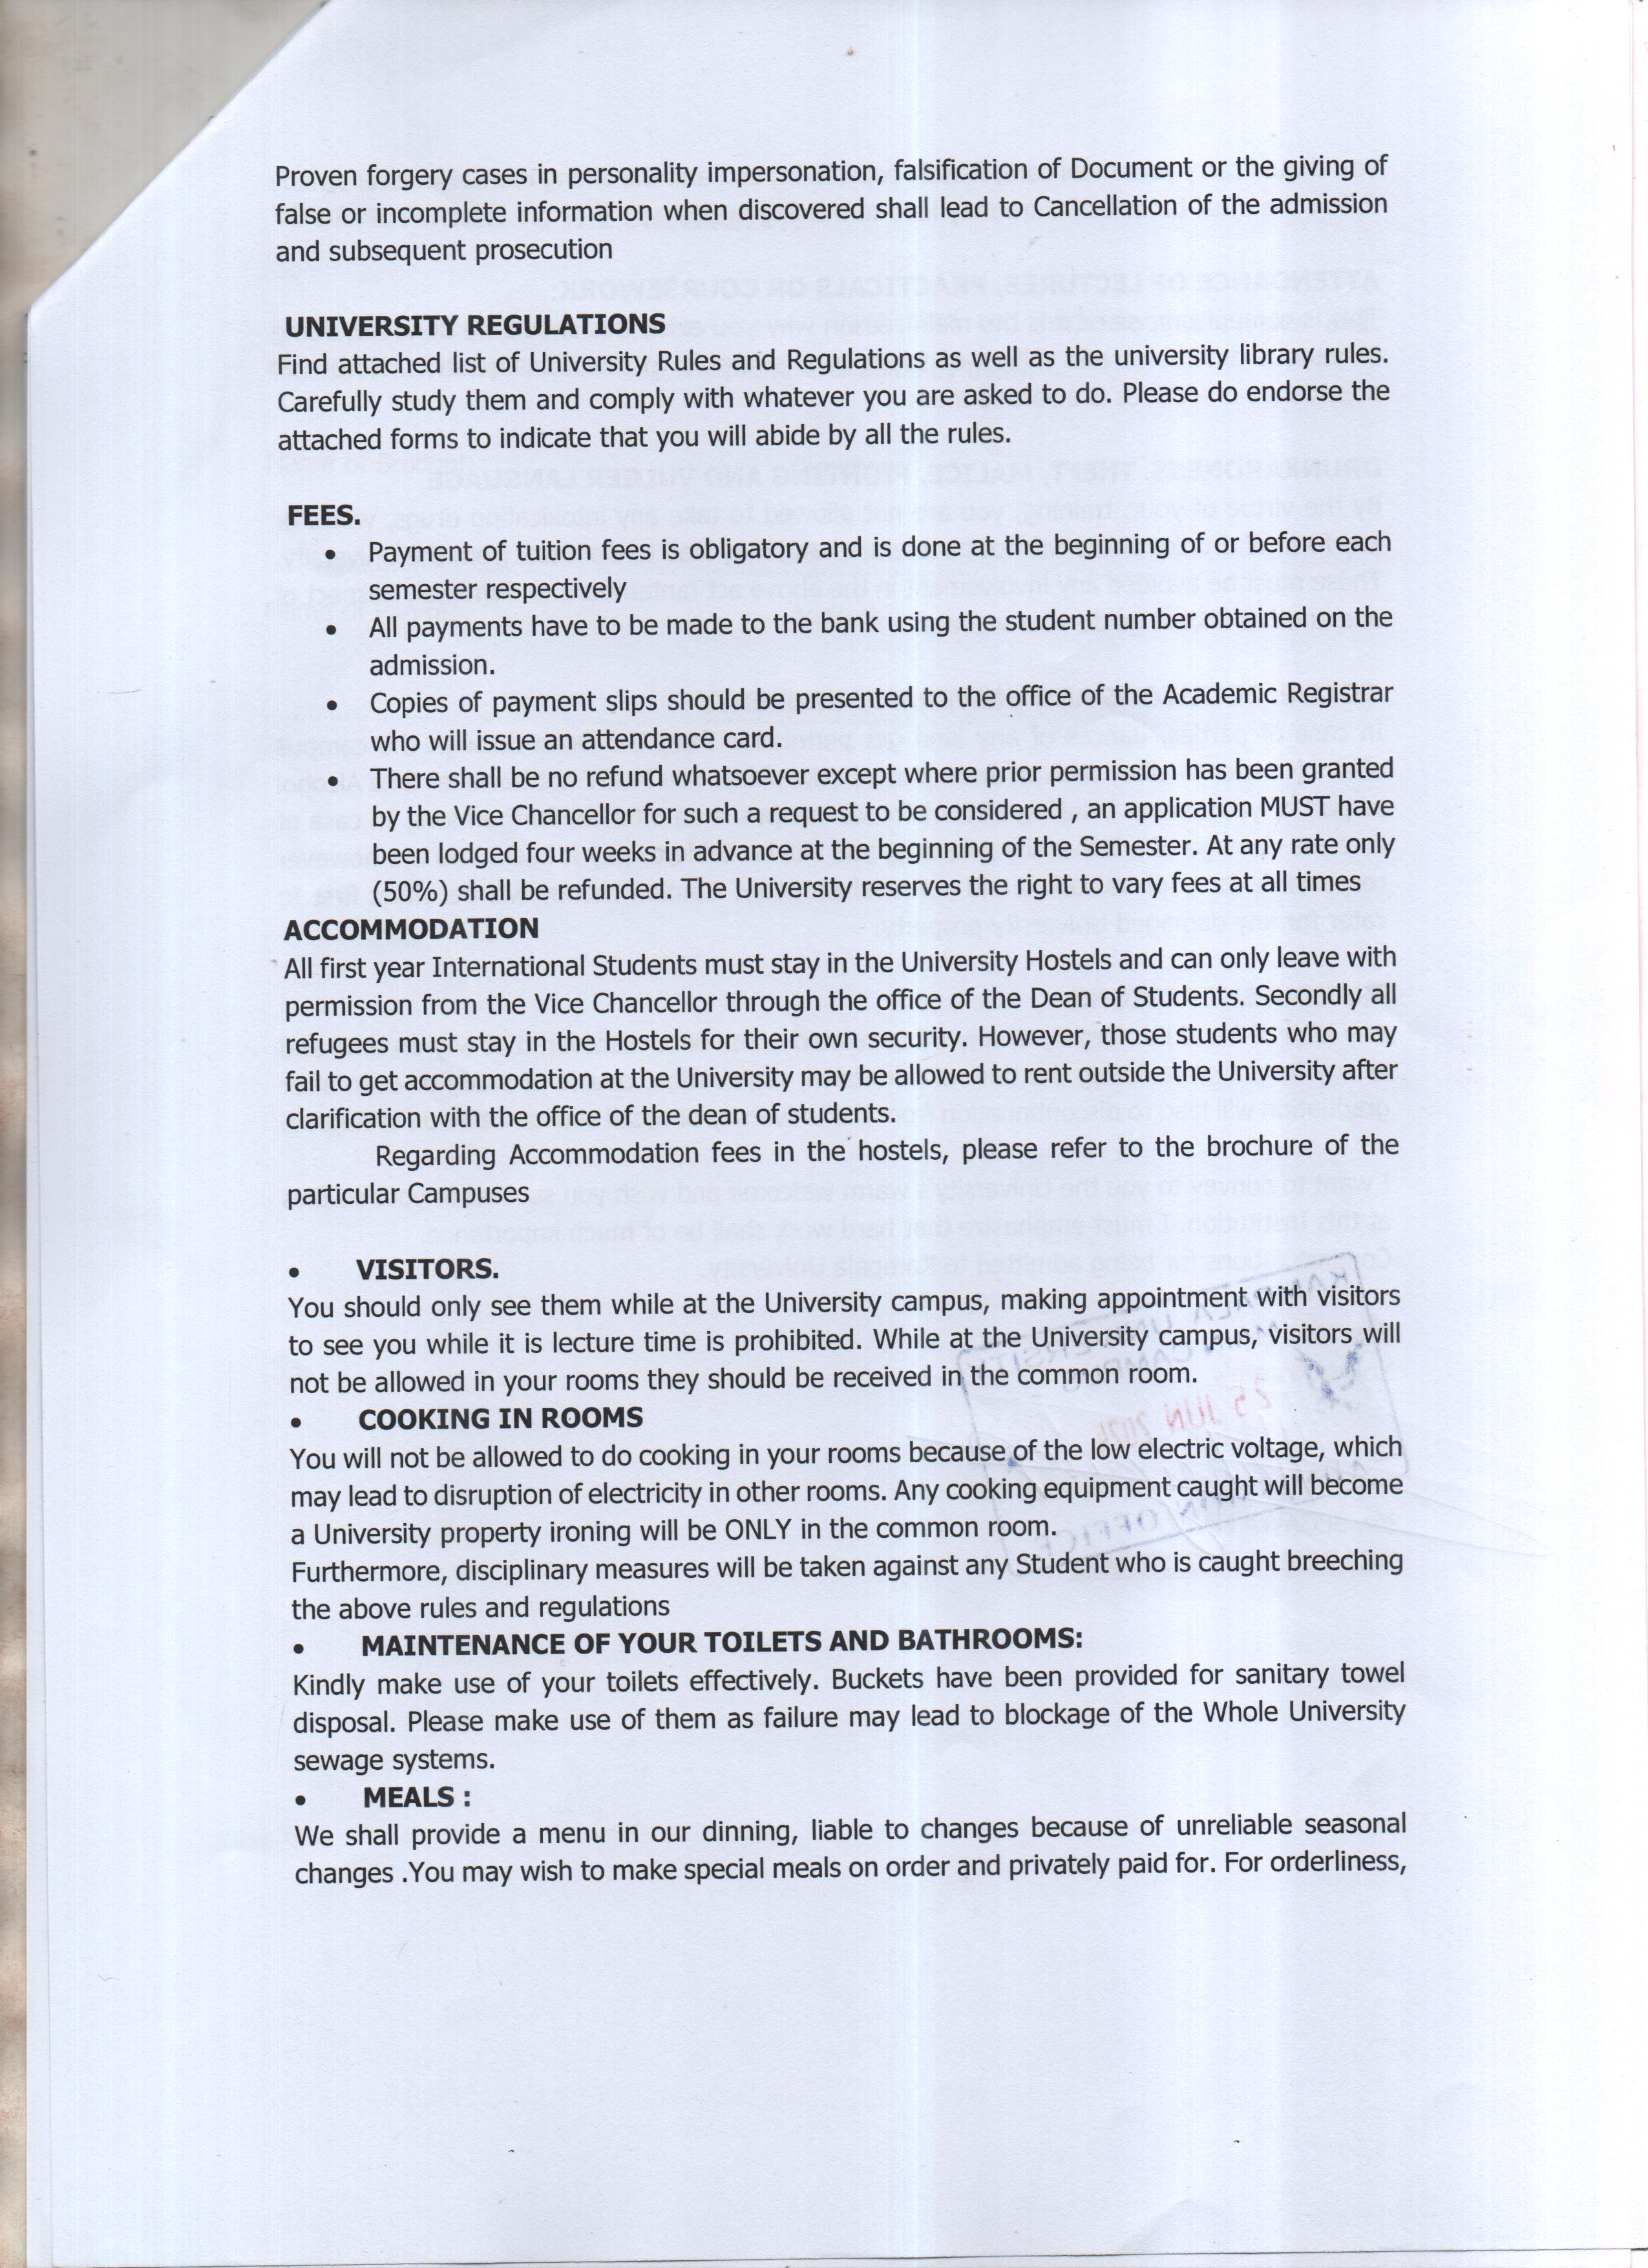 Proven forgery cases in personality impersonation, falsification of Document or the giving of
false or incomplete information when discovered shall lead to Cancellation of the admission
and subsequent prosecution
UNIVERSITY REGULATIONS
Find attached list of University Rules and Regulations as well as the university library rules.
Carefully study them and comply with whatever you are asked to do. Please do endorse the
attached forms to indicate that you will abide by all the rules.
FEES.
• Payment of tuition fees is obligatory and is done at the beginning of or before each
semester respectively
• All payments have to be made to the bank using the student number obtained on the
admission.
• Copies of payment slips should be presented to the office of the Academic Registrar
who will issue an attendance card.
• There shall be no refund whatsoever except where prior permission has been granted
by the Vice Chancellor for such a request to be considered , an application MUST have
been lodged four weeks in advance at the beginning of the Semester. At any rate only
(50%) shall be refunded. The University reserves the right to vary fees at all times
ACCOMMODATION
All first year International Students must stay in the University Hostels and can only leave with
permission from the Vice Chancellor through the office of the Dean of Students. Secondly all
refugees must stay in the Hostels for their own security. However, those students who may
fail to get accommodation at the University may be allowed to rent outside the University after
clarification with the office of the dean of students.
Regarding Accommodation fees in the hostels, please refer to the brochure of the
particular Campuses
• VISITORS.
You should only see them while at the University campus, making appointment with visitors
to see you while it is lecture time is prohibited. While at the University campus, visitors will
not be allowed in your rooms they should be received in the common room.
• COOKING IN ROOMS
You will not be allowed to do cooking in your rooms because of the low electric voltage, which
may lead to disruption of electricity in other rooms. Any cooking equipment caught will become
a University property ironing will be ONLY in the common room.
Furthermore, disciplinary measures will be taken against any Student who is caught breeching
the above rules and regulations
• MAINTENANCE OF YOUR TOILETS AND BATHROOMS:
Kindly make use of your toilets effectively. Buckets have been provided for sanitary towel
disposal. Please make use of them as failure may lead to blockage of the Whole University
sewage systems.
• MEALS :
We shall provide a menu in our dinning, liable to changes because of unreliable seasonal
changes .You may wish to make special meals on order and privately paid for. For orderliness,